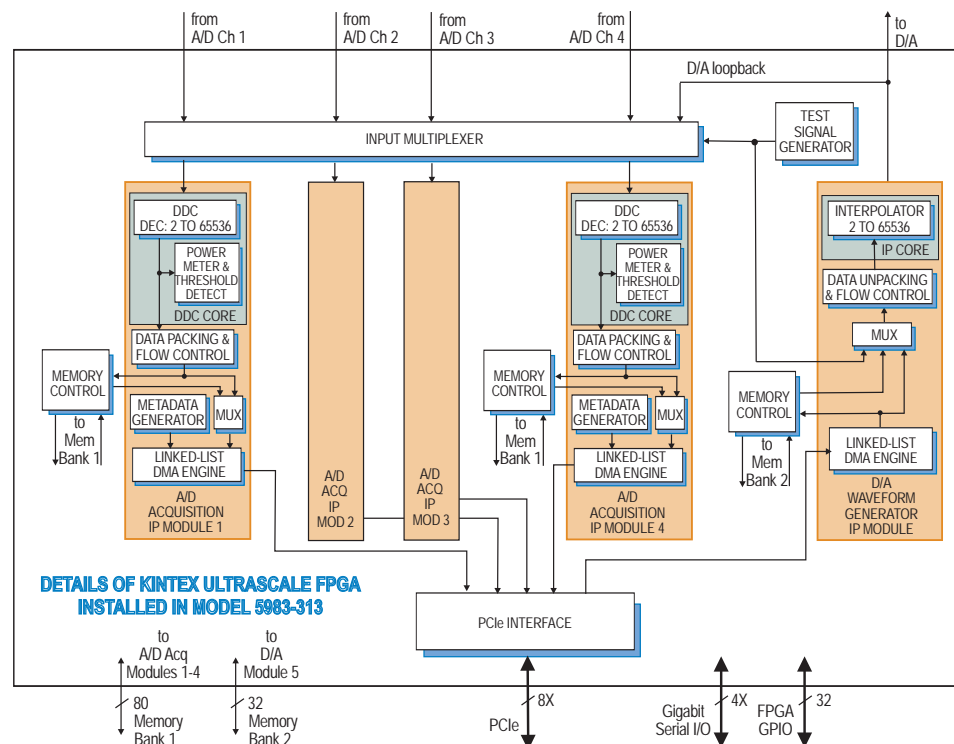 from
A/D Ch 1
from
A/D Ch 2
from
A/D Ch 3
from
A/D Ch 4
to
D/A
D/A loopback
INPUT MULTIPLEXER
TEST
SIGNAL
GENERATOR
DDC
DEC: 2 TO 65536
POWER
METER &
THRESHOLD
DETECT
DDC CORE
DATA PACKING &
FLOW CONTROL
MEMORY
CONTROL
to
Mem
Bank 1
METADATA
GENERATOR
MUX
LINKED-LIST
DMA ENGINE
A/D
ACQUISITION
IP MODULE 1
A/D
ACQ
IP
MOD 2
A/D
ACQ
IP
MOD 3
DDC
DEC: 2 TO 65536
POWER
METER &
THRESHOLD
DETECT
DDC CORE
DATA PACKING &
FLOW CONTROL
MEMORY
CONTROL
to
Mem
Bank 1
METADATA
GENERATOR
MUX
LINKED-LIST
DMA ENGINE
A/D
ACQUISITION
IP MODULE 4
INTERPOLATOR
2 TO 65536
IP CORE
DATA UNPACKING
& FLOW CONTROL
MUX
MEMORY
CONTROL
to
Mem
Bank 2
LINKED-LIST
DMA ENGINE
D/A
WAVEFORM
GENERATOR
IP MODULE
DETAILS OF KINTEX ULTRASCALE FPGA
INSTALLED IN MODEL 5983-313
PCIe INTERFACE
to
A/D Acq
Modules 1-4
to
D/A
Module 5
80
Memory
Bank 1
32
Memory
Bank 2
8X
PCIe
4X
Gigabit
Serial I/O
32
FPGA
GPIO